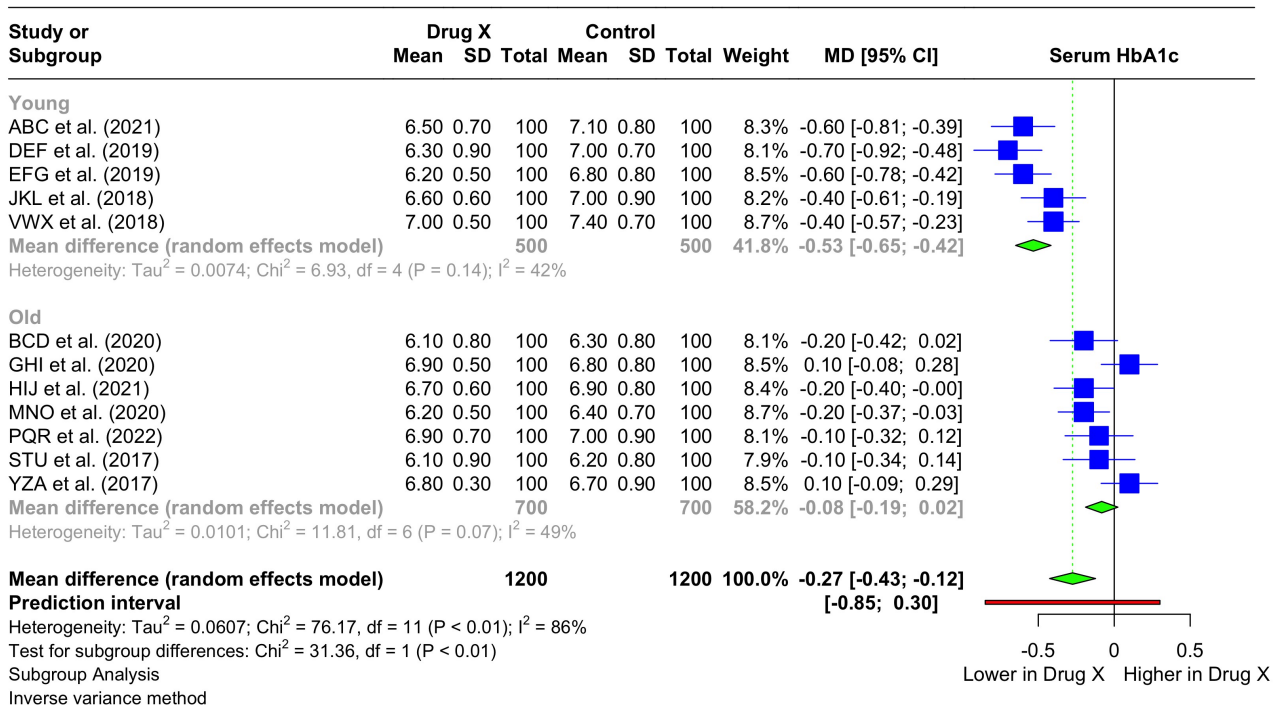 Study or Drug X Control
Subgroup Mean SD Total Mean SD Total Weight MD [95% CI] Serum HbA1c
Young
ABC et al. (2021) 6.50 0.70 100 7.10 0.80 100 8.3% -0.60 [-0.81; -0.39]
DEF et al. (2019) 6.30 0.90 100 7.00 0.70 100 8.1% -0.70 [-0.92; -0.48]
EFG et al. (2019) 6.20 0.50 100 6.80 0.80 100 8.5% -0.60 [-0.78; -0.42]
JKL et al. (2018) 6.60 0.60 100 7.00 0.90 100 8.2% -0.40 [-0.61; -0.19]
VWX et al. (2018) 7.00 0.50 100 7.40 0.70 100 8.7% -0.40 [-0.57; -0.23]
Mean difference (random effects model) 500 500 41.8% -0.53 [-0.65; -0.42]
Heterogeneity: Tau² = 0.0074; Chi² = 6.93, df = 4 (P = 0.14); I² = 42%
Old
BCD et al. (2020) 6.10 0.80 100 6.30 0.80 100 8.1% -0.20 [-0.42; 0.02]
GHI et al. (2020) 6.90 0.50 100 6.80 0.80 100 8.5% 0.10 [-0.08; 0.28]
HIJ et al. (2021) 6.70 0.60 100 6.90 0.80 100 8.4% -0.20 [-0.40; -0.00]
MNO et al. (2020) 6.20 0.50 100 6.40 0.70 100 8.7% -0.20 [-0.37; -0.03]
PQR et al. (2022) 6.90 0.70 100 7.00 0.90 100 8.1% -0.10 [-0.32; 0.12]
STU et al. (2017) 6.10 0.90 100 6.20 0.80 100 7.9% -0.10 [-0.34; 0.14]
YZA et al. (2017) 6.80 0.30 100 6.70 0.90 100 8.5% 0.10 [-0.09; 0.29]
Mean difference (random effects model) 700 700 58.2% -0.08 [-0.19; 0.02]
Heterogeneity: Tau² = 0.0101; Chi² = 11.81, df = 6 (P = 0.07); I² = 49%
Mean difference (random effects model) 1200 1200 100.0% -0.27 [-0.43; -0.12]
Prediction interval [-0.85; 0.30]
Heterogeneity: Tau² = 0.0607; Chi² = 76.17, df = 11 (P < 0.01); I² = 86%
Test for subgroup differences: Chi² = 31.36, df = 1 (P < 0.01) -0.5 0 0.5
Subgroup Analysis Lower in Drug X Higher in Drug X
Inverse variance method